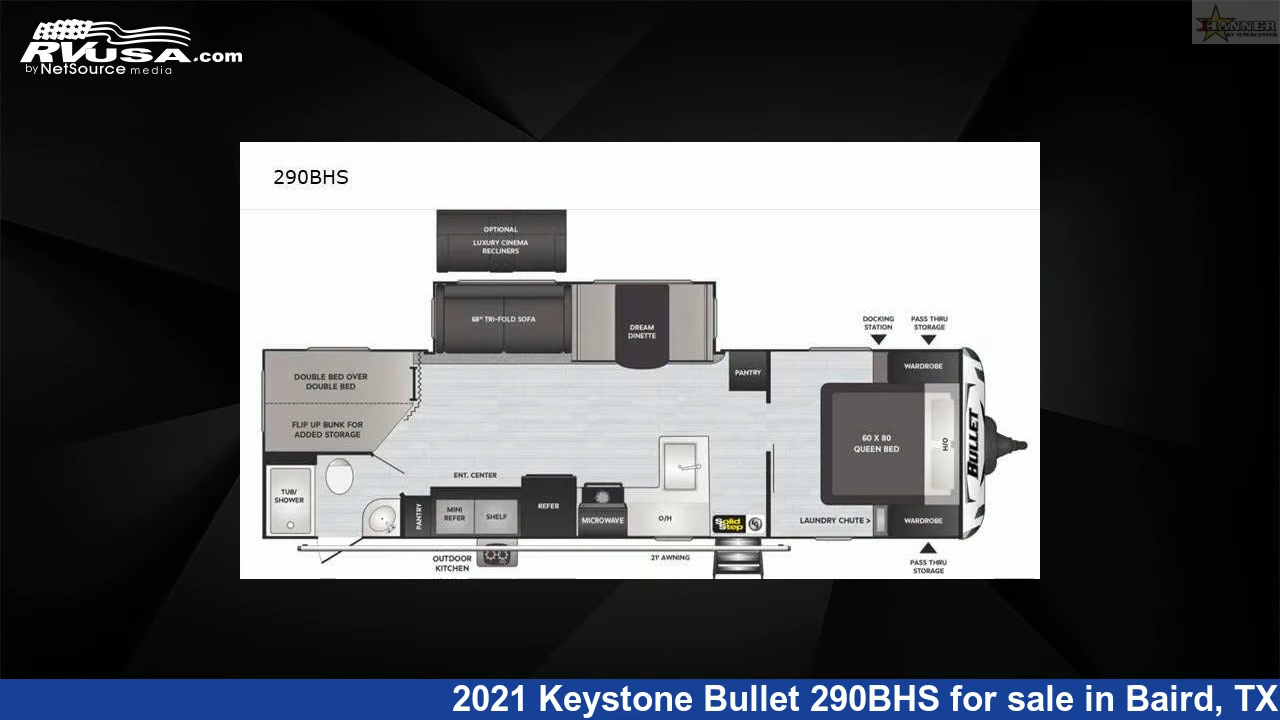 RVUSA.com
by NetSource media
HANNER
RV SUPERCENTER
290BHS
OPTIONAL
LUXURY CINEMA
RECLINERS
68" TRI-FOLD SOFA
DREAM
DINETTE
DOCKING
STATION
PASS THRU
STORAGE
DOUBLE BED OVER
DOUBLE BED
FLIP UP BUNK FOR
ADDED STORAGE
PANTRY
WARDROBE
60 X 80
QUEEN BED
H/O
BULLET
TUB/
SHOWER
ENT. CENTER
PANTRY
MINI
REFER
SHELF
REFER
MICROWAVE
O/H
Solid
Step
LAUNDRY CHUTE >
WARDROBE
OUTDOOR
KITCHEN
21' AWNING
PASS THRU
STORAGE
2021 Keystone Bullet 290BHS for sale in Baird, TX